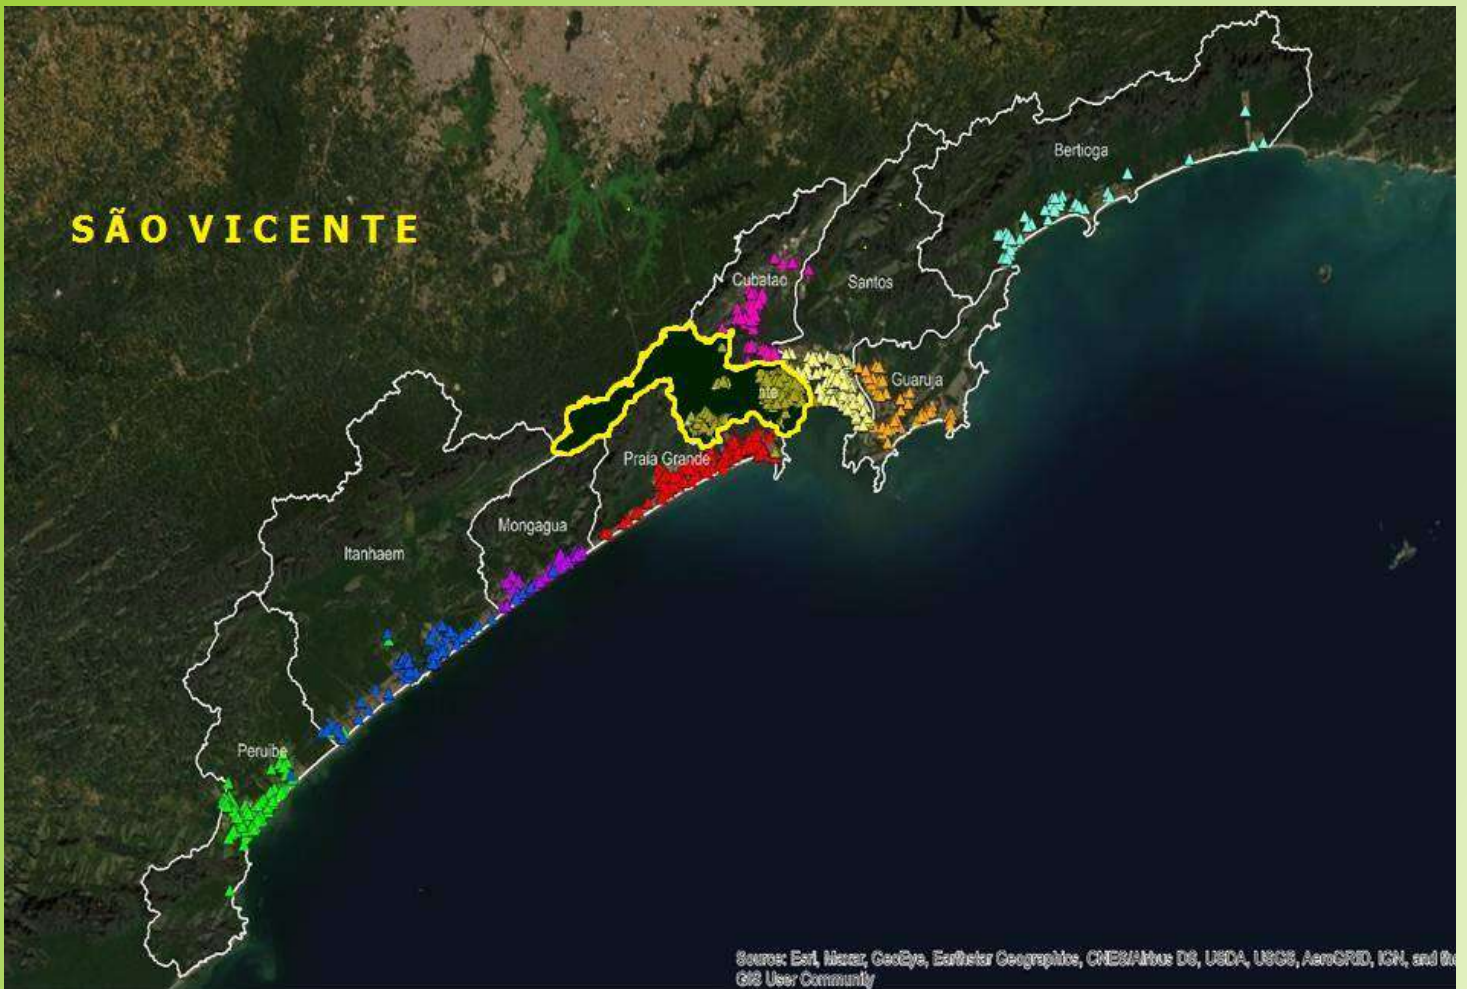 SÃO VICENTE
Bertioga
Cubatao
Santos
Guaruja
nte
Praia Grande
Mongagua
Itanhaem
Peruibe
Source: Esri, Maxar, GeoEye, Earthstar Geographics, CNES/Airbus DS, USDA, USGS, AeroGRID, IGN, and the
GIS User Community